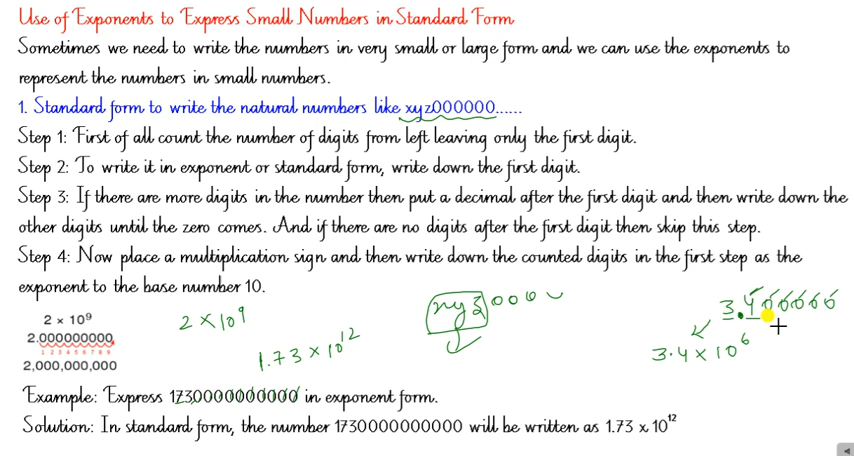 Use of Exponents to Express Small Numbers in Standard Form
Sometimes we need to write the numbers in very small or large form and we can use the exponents to
represent the numbers in small numbers.
1. Standard form to write the natural numbers like xyz000000......
Step 1: First of all count the number of digits from left leaving only the first digit.
Step 2: To write it in exponent or standard form, write down the first digit.
Step 3: If there are more digits in the number then put a decimal after the first digit and then write down the
other digits until the zero comes. And if there are no digits after the first digit then skip this step.
Step 4: Now place a multiplication sign and then write down the counted digits in the first step as the
exponent to the base number 10.
2 × 10⁹
2.000000000.
1 2 3 4 5 6 7 8 9
2,000,000,000
2 × 10⁹
1.73 × 10¹²
xyz0000
3.400000
3.4 × 10⁶
Example: Express 1730000000000 in exponent form.
Solution: In standard form, the number 1730000000000 will be written as 1.73 x 10¹²